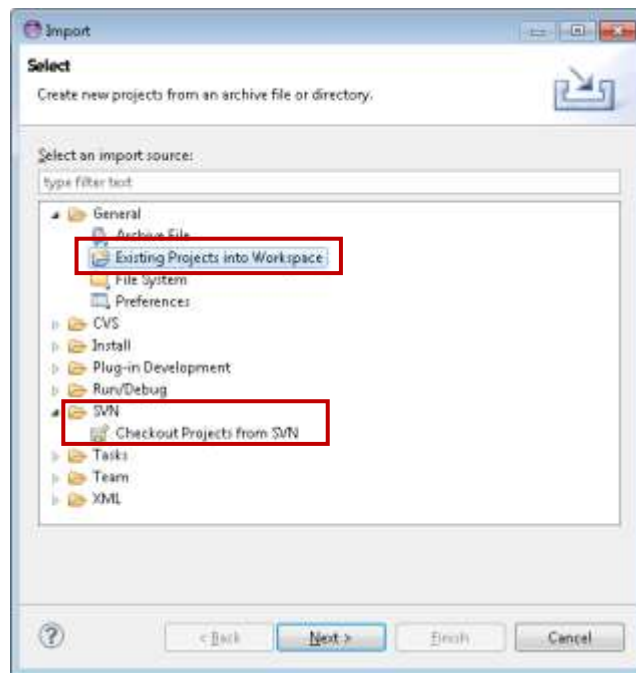 Import
Select
Create new projects from an archive file or directory.
Select an import source:
type filter text
General
Archive File
Existing Projects into Workspace
File System
Preferences
CVS
Install
Plug-in Development
Run/Debug
SVN
Checkout Projects from SVN
Tasks
Team
XML
< Back
Next >
Finish
Cancel